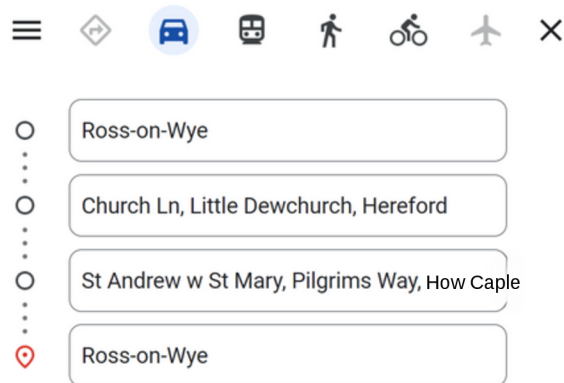 Ross-on-Wye
Church Ln, Little Dewchurch, Hereford
St Andrew w St Mary, Pilgrims Way, How Caple
Ross-on-Wye